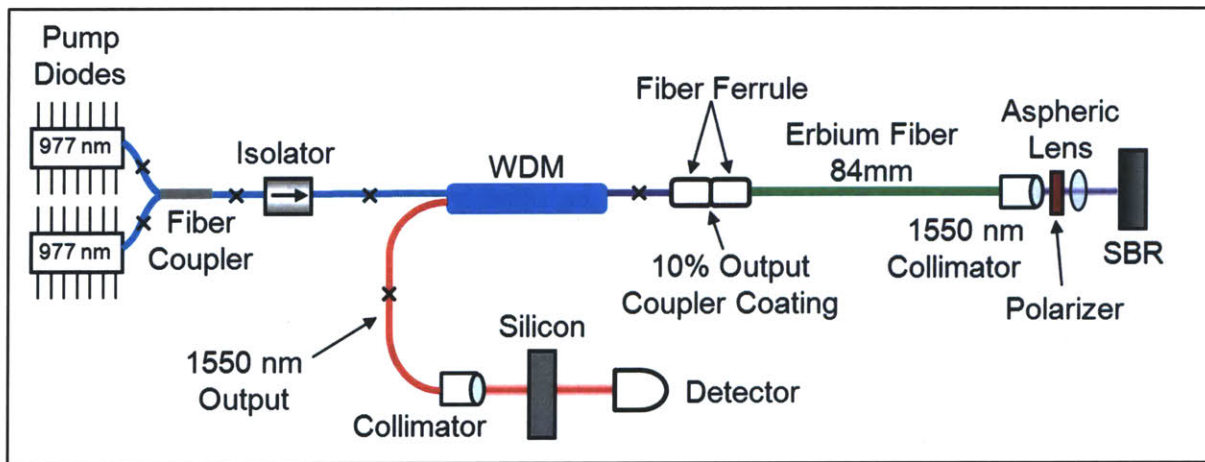 Pump
Diodes
977 nm
977 nm
Fiber
Coupler
Isolator
WDM
Fiber Ferrule
10% Output
Coupler Coating
Erbium Fiber
84mm
1550 nm
Collimator
Aspheric
Lens
Polarizer
SBR
1550 nm
Output
Collimator
Silicon
Detector